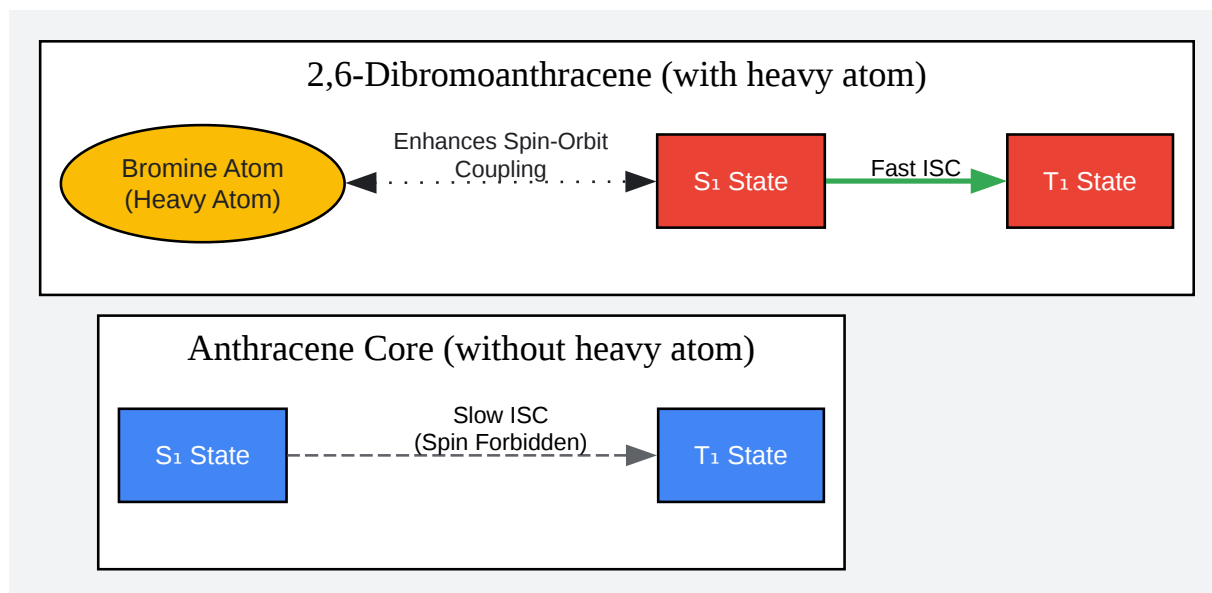 2,6-Dibromoanthracene (with heavy atom)
Bromine Atom
(Heavy Atom)
Enhances Spin-Orbit
Coupling
S₁ State
Fast ISC
T₁ State
Anthracene Core (without heavy atom)
S₁ State
Slow ISC
(Spin Forbidden)
T₁ State